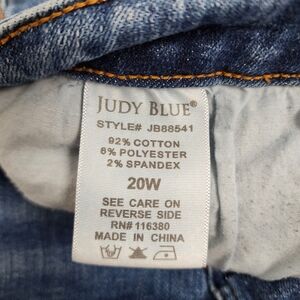 JUDY BLUE®
STYLE# JB88541
92% COTTON
6% POLYESTER
2% SPANDEX
20W
SEE CARE ON
REVERSE SIDE
RN# 116380
MADE IN CHINA